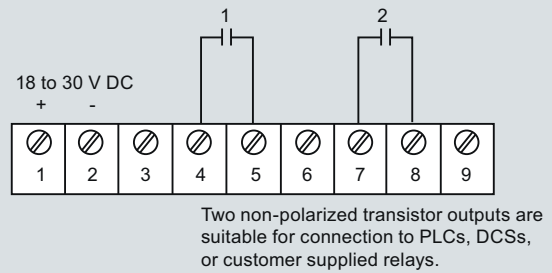 1 2
18 to 30 V DC
+ -
1 2 3 4 5 6 7 8 9
Two non-polarized transistor outputs are
suitable for connection to PLCs, DCSs,
or customer supplied relays.